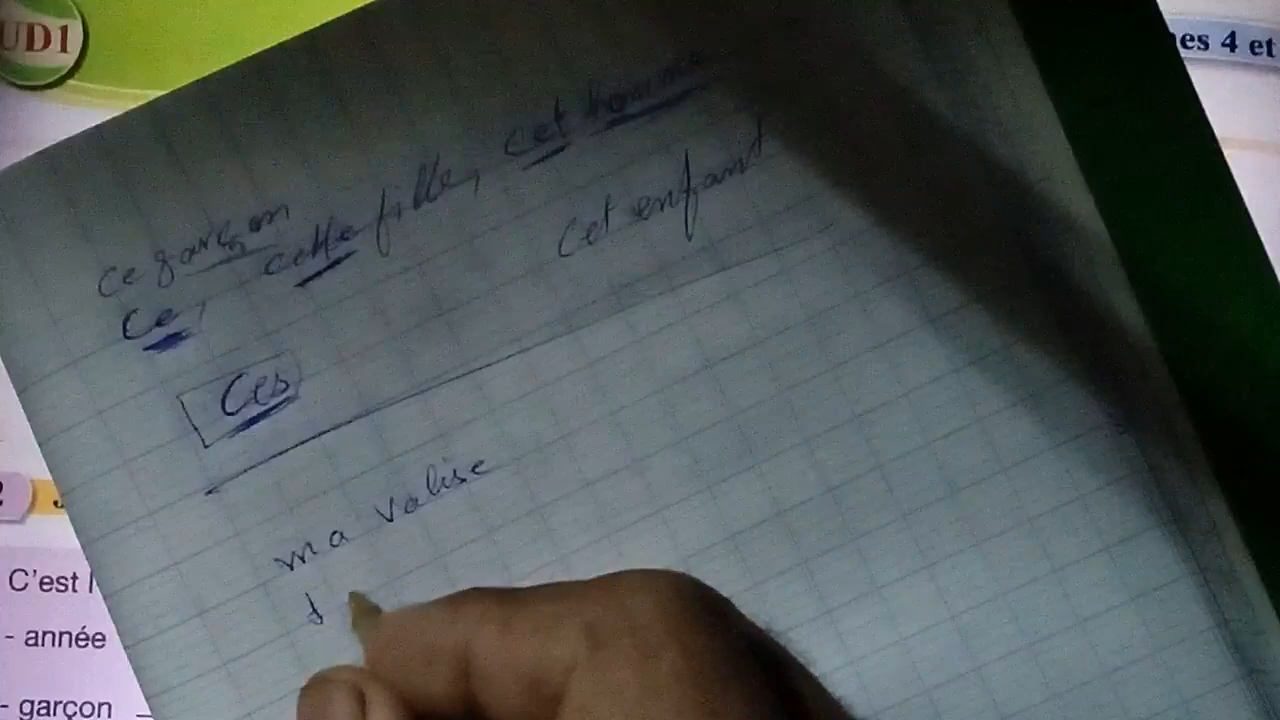 UD1
es 4 et
ce garçon cette fille, cet homme
cet enfant
ce,
Ces
ma valise
C'est
- année
- garçon